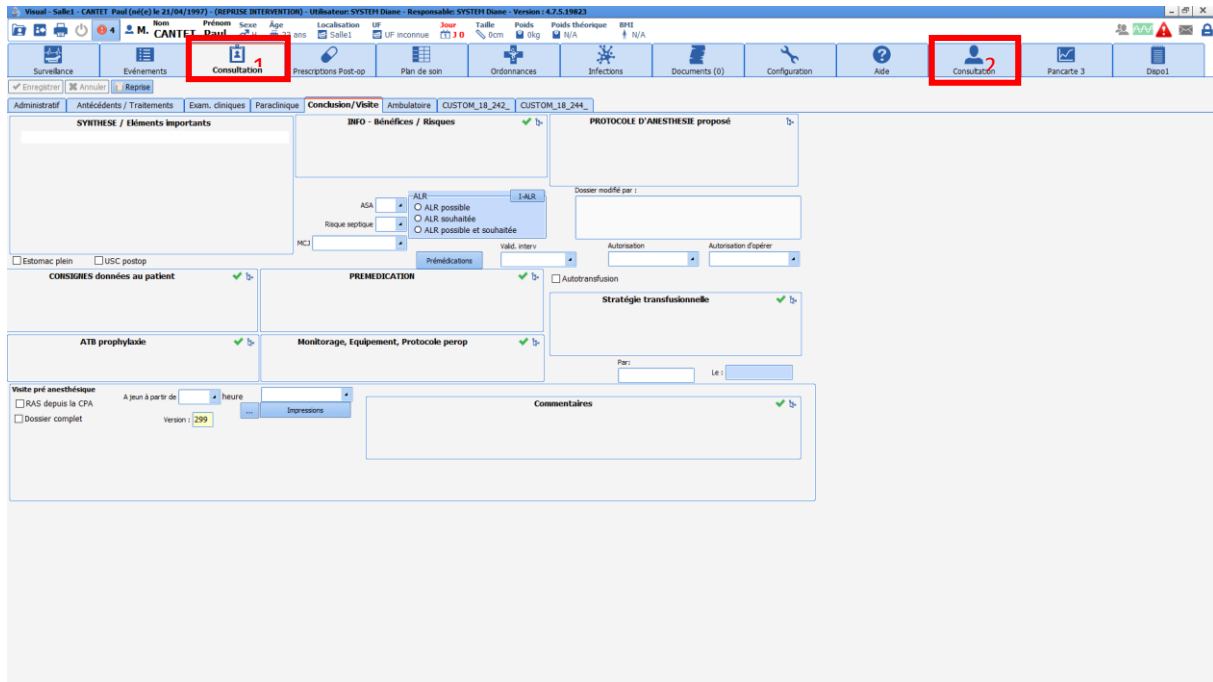 Visual - Salle1 - CANTET Paul (né(e) le 21/04/1997) - (REPRISE INTERVENTION) - Utilisateur: SYSTEM Diane - Responsable: SYSTEM Diane - Version : 4.7.5.19823
4 M. Nom CANTET Prénom Paul Sexe H Âge 23 ans Localisation Salle1 UF UF inconnue Jour J 0 Taille 0cm Poids 0kg Poids théorique N/A BMI N/A
Surveillance Evénements Consultation 1 Prescriptions Post-op Plan de soin Ordonnances Infections Documents (0) Configuration Aide Consultation 2 Pancarte 3 Dispo1
Enregistrer Annuler Reprise
Administratif Antécédents / Traitements Exam. cliniques Paraclinique Conclusion/Visite Ambulatoire CUSTOM_18_242_ CUSTOM_18_244_
SYNTHESE / Eléments importants INFO - Bénéfices / Risques PROTOCOLE D'ANESTHESIE proposé
ALR I-ALR Dossier modifié par :
ASA ALR possible
Risque septique ALR souhaitée
ALR possible et souhaitée
MCJ Valid. interv Autorisation Autorisation d'opérer
Estomac plein USC postop Prémédications
CONSIGNES données au patient PREMEDICATION Autotransfusion
Stratégie transfusionnelle
ATB prophylaxie Monitorage, Equipement, Protocole perop
Par: Le :
Visite pré anesthésique
RAS depuis la CPA A jeun à partir de heure
... Impressions Commentaires
Dossier complet Version : 299